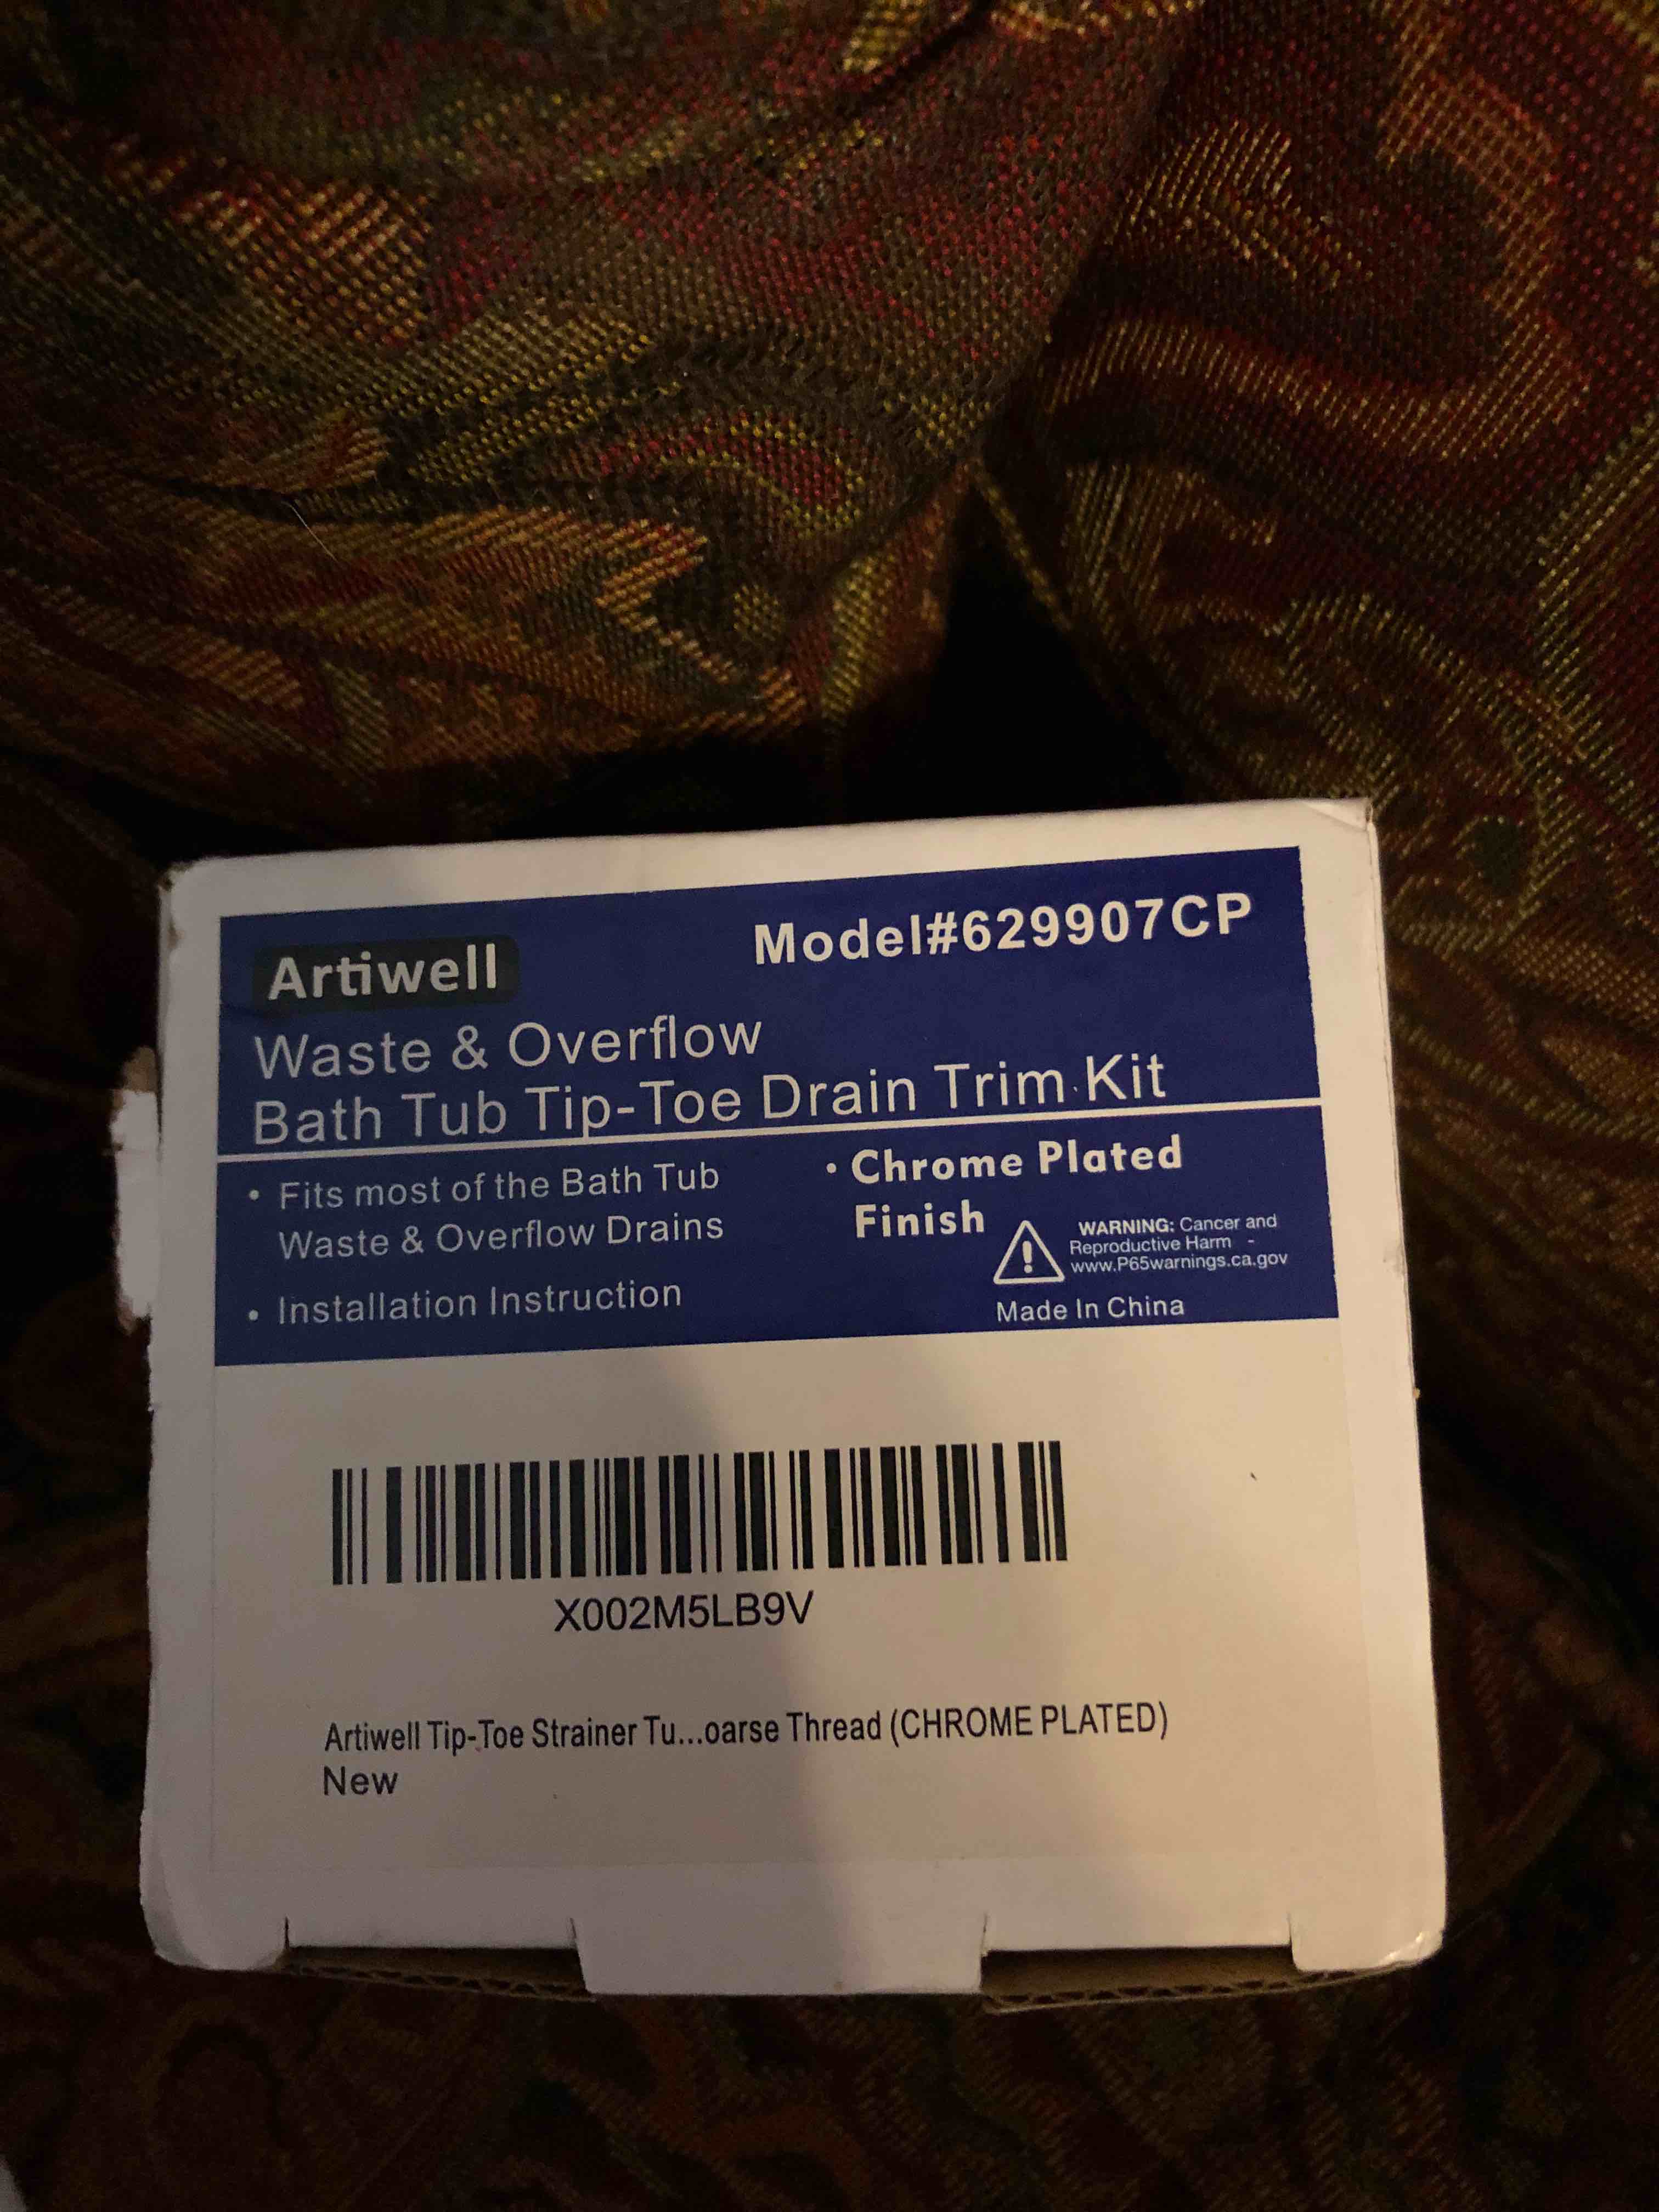 Artiwell
Model#629907CP
Waste & Overflow
Bath Tub Tip-Toe Drain Trim Kit
• Fits most of the Bath Tub
Waste & Overflow Drains
• Installation Instruction
• Chrome Plated
Finish
WARNING: Cancer and
Reproductive Harm -
www.P65warnings.ca.gov
Made In China
X002M5LB9V
Artiwell Tip-Toe Strainer Tu...oarse Thread (CHROME PLATED)
New